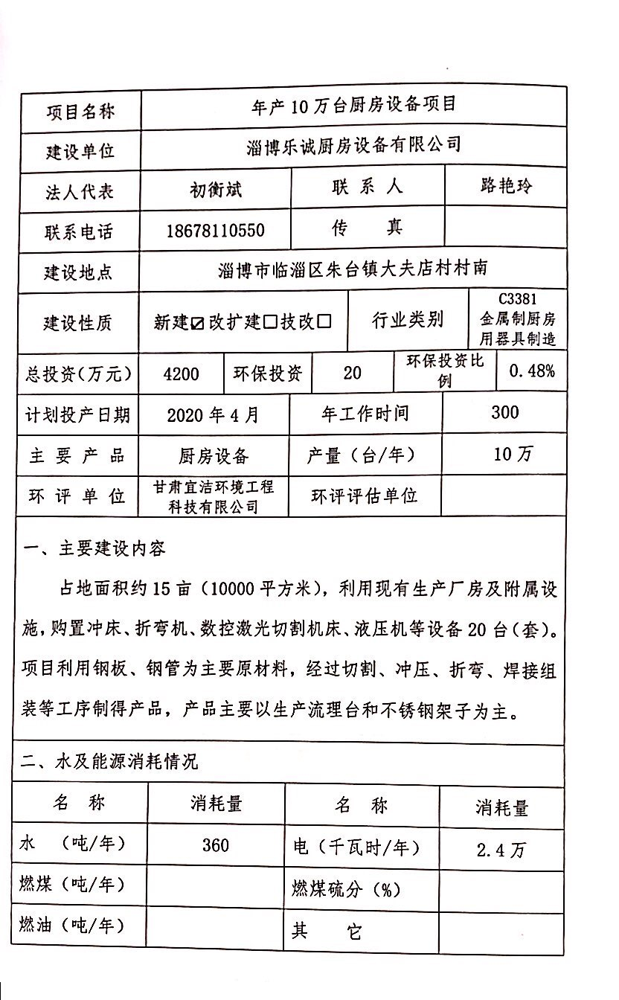 项目名称 年产10万台厨房设备项目
建设单位 淄博乐诚厨房设备有限公司
法人代表 初衡斌 联 系 人 路艳玲
联系电话 18678110550 传 真
建设地点 淄博市临淄区朱台镇大夫店村村南
建设性质 新建☑改扩建□技改□ 行业类别 C3381
金属制厨房
用器具制造
总投资(万元) 4200 环保投资 20 环保投资比
例 0.48%
计划投产日期 2020年4月 年工作时间 300
主 要 产 品 厨房设备 产量（台/年） 10万
环 评 单 位 甘肃宜洁环境工程
科技有限公司 环评评估单位
一、主要建设内容
占地面积约15亩（10000平方米），利用现有生产厂房及附属设
施，购置冲床、折弯机、数控激光切割机床、液压机等设备20台（套）。
项目利用钢板、钢管为主要原材料，经过切割、冲压、折弯、焊接组
装等工序制得产品，产品主要以生产流理台和不锈钢架子为主。
二、水及能源消耗情况
名 称 消耗量 名 称 消耗量
水 （吨/年） 360 电（千瓦时/年） 2.4万
燃煤（吨/年） 燃煤硫分（%）
燃油（吨/年） 其 它